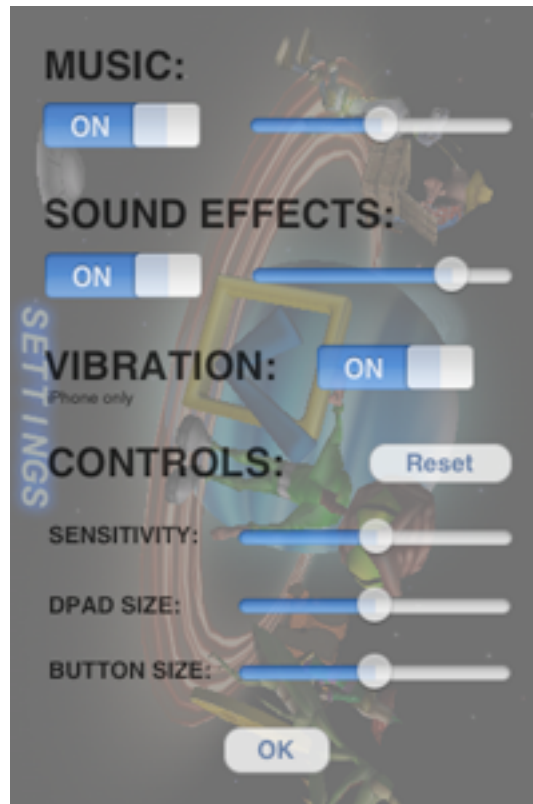 MUSIC:
ON
SOUND EFFECTS:
ON
SETTINGS
VIBRATION: ON
iPhone only
CONTROLS: Reset
SENSITIVITY:
DPAD SIZE:
BUTTON SIZE:
OK